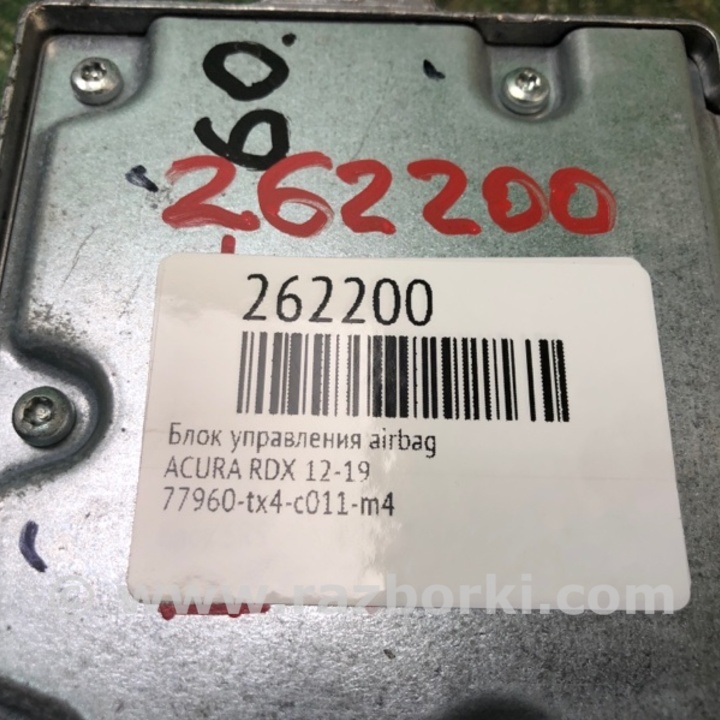 60.
262200
262200
Блок управления airbag
ACURA RDX 12-19
77960-tx4-c011-m4
© www.razborki.com